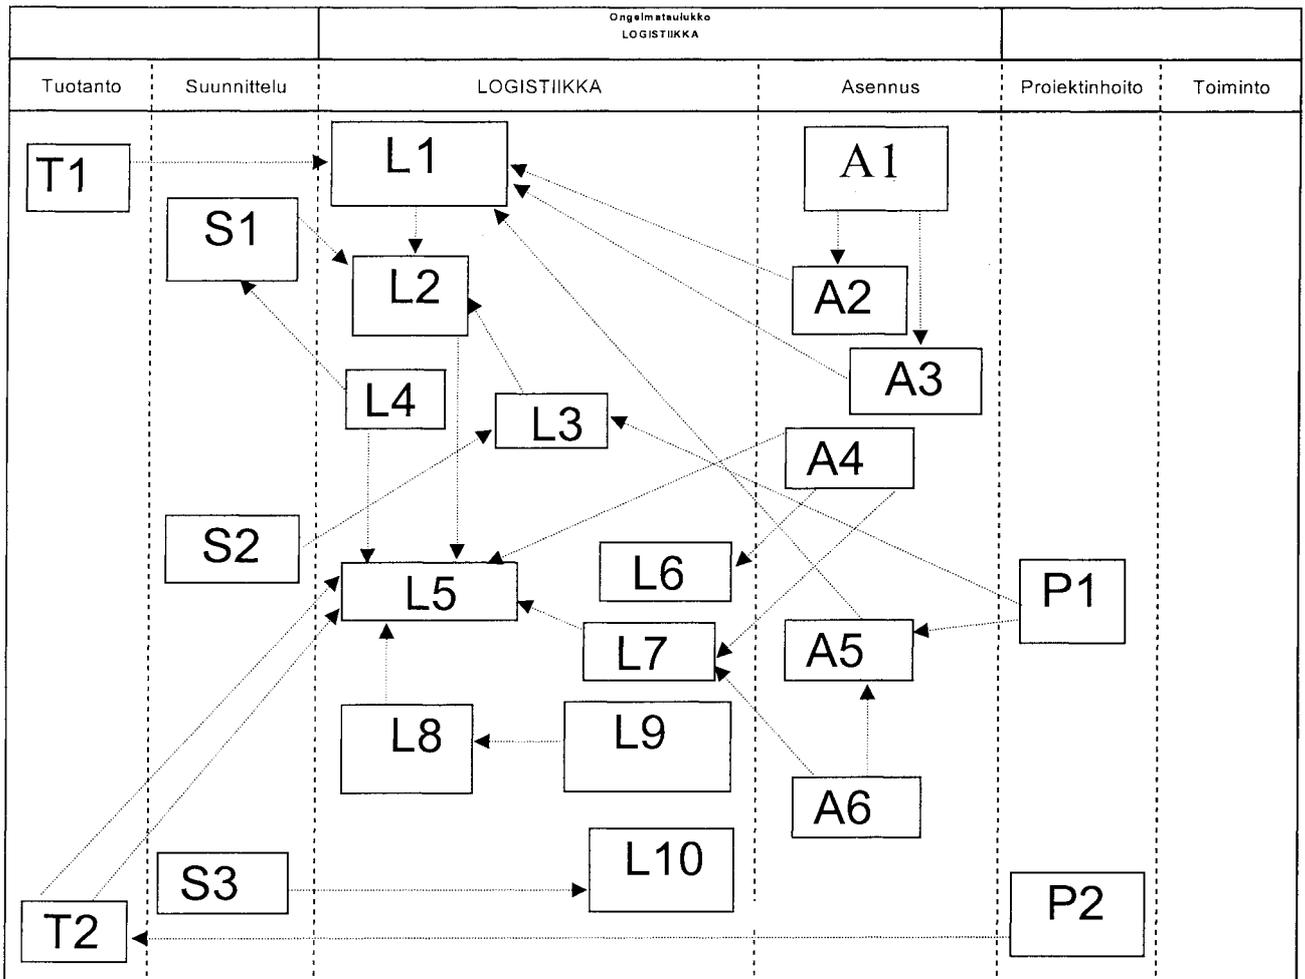 Ongelmataulukko
LOGISTIIKKA
Tuotanto Suunnittelu LOGISTIIKKA Asennus Proiektinhoito Toiminto
T1 L1 A1
S1
L2 A2
A3
L4 L3
A4
S2 L6
L5 P1
L7 A5
L8 L9
A6
L10
S3
T2 P2